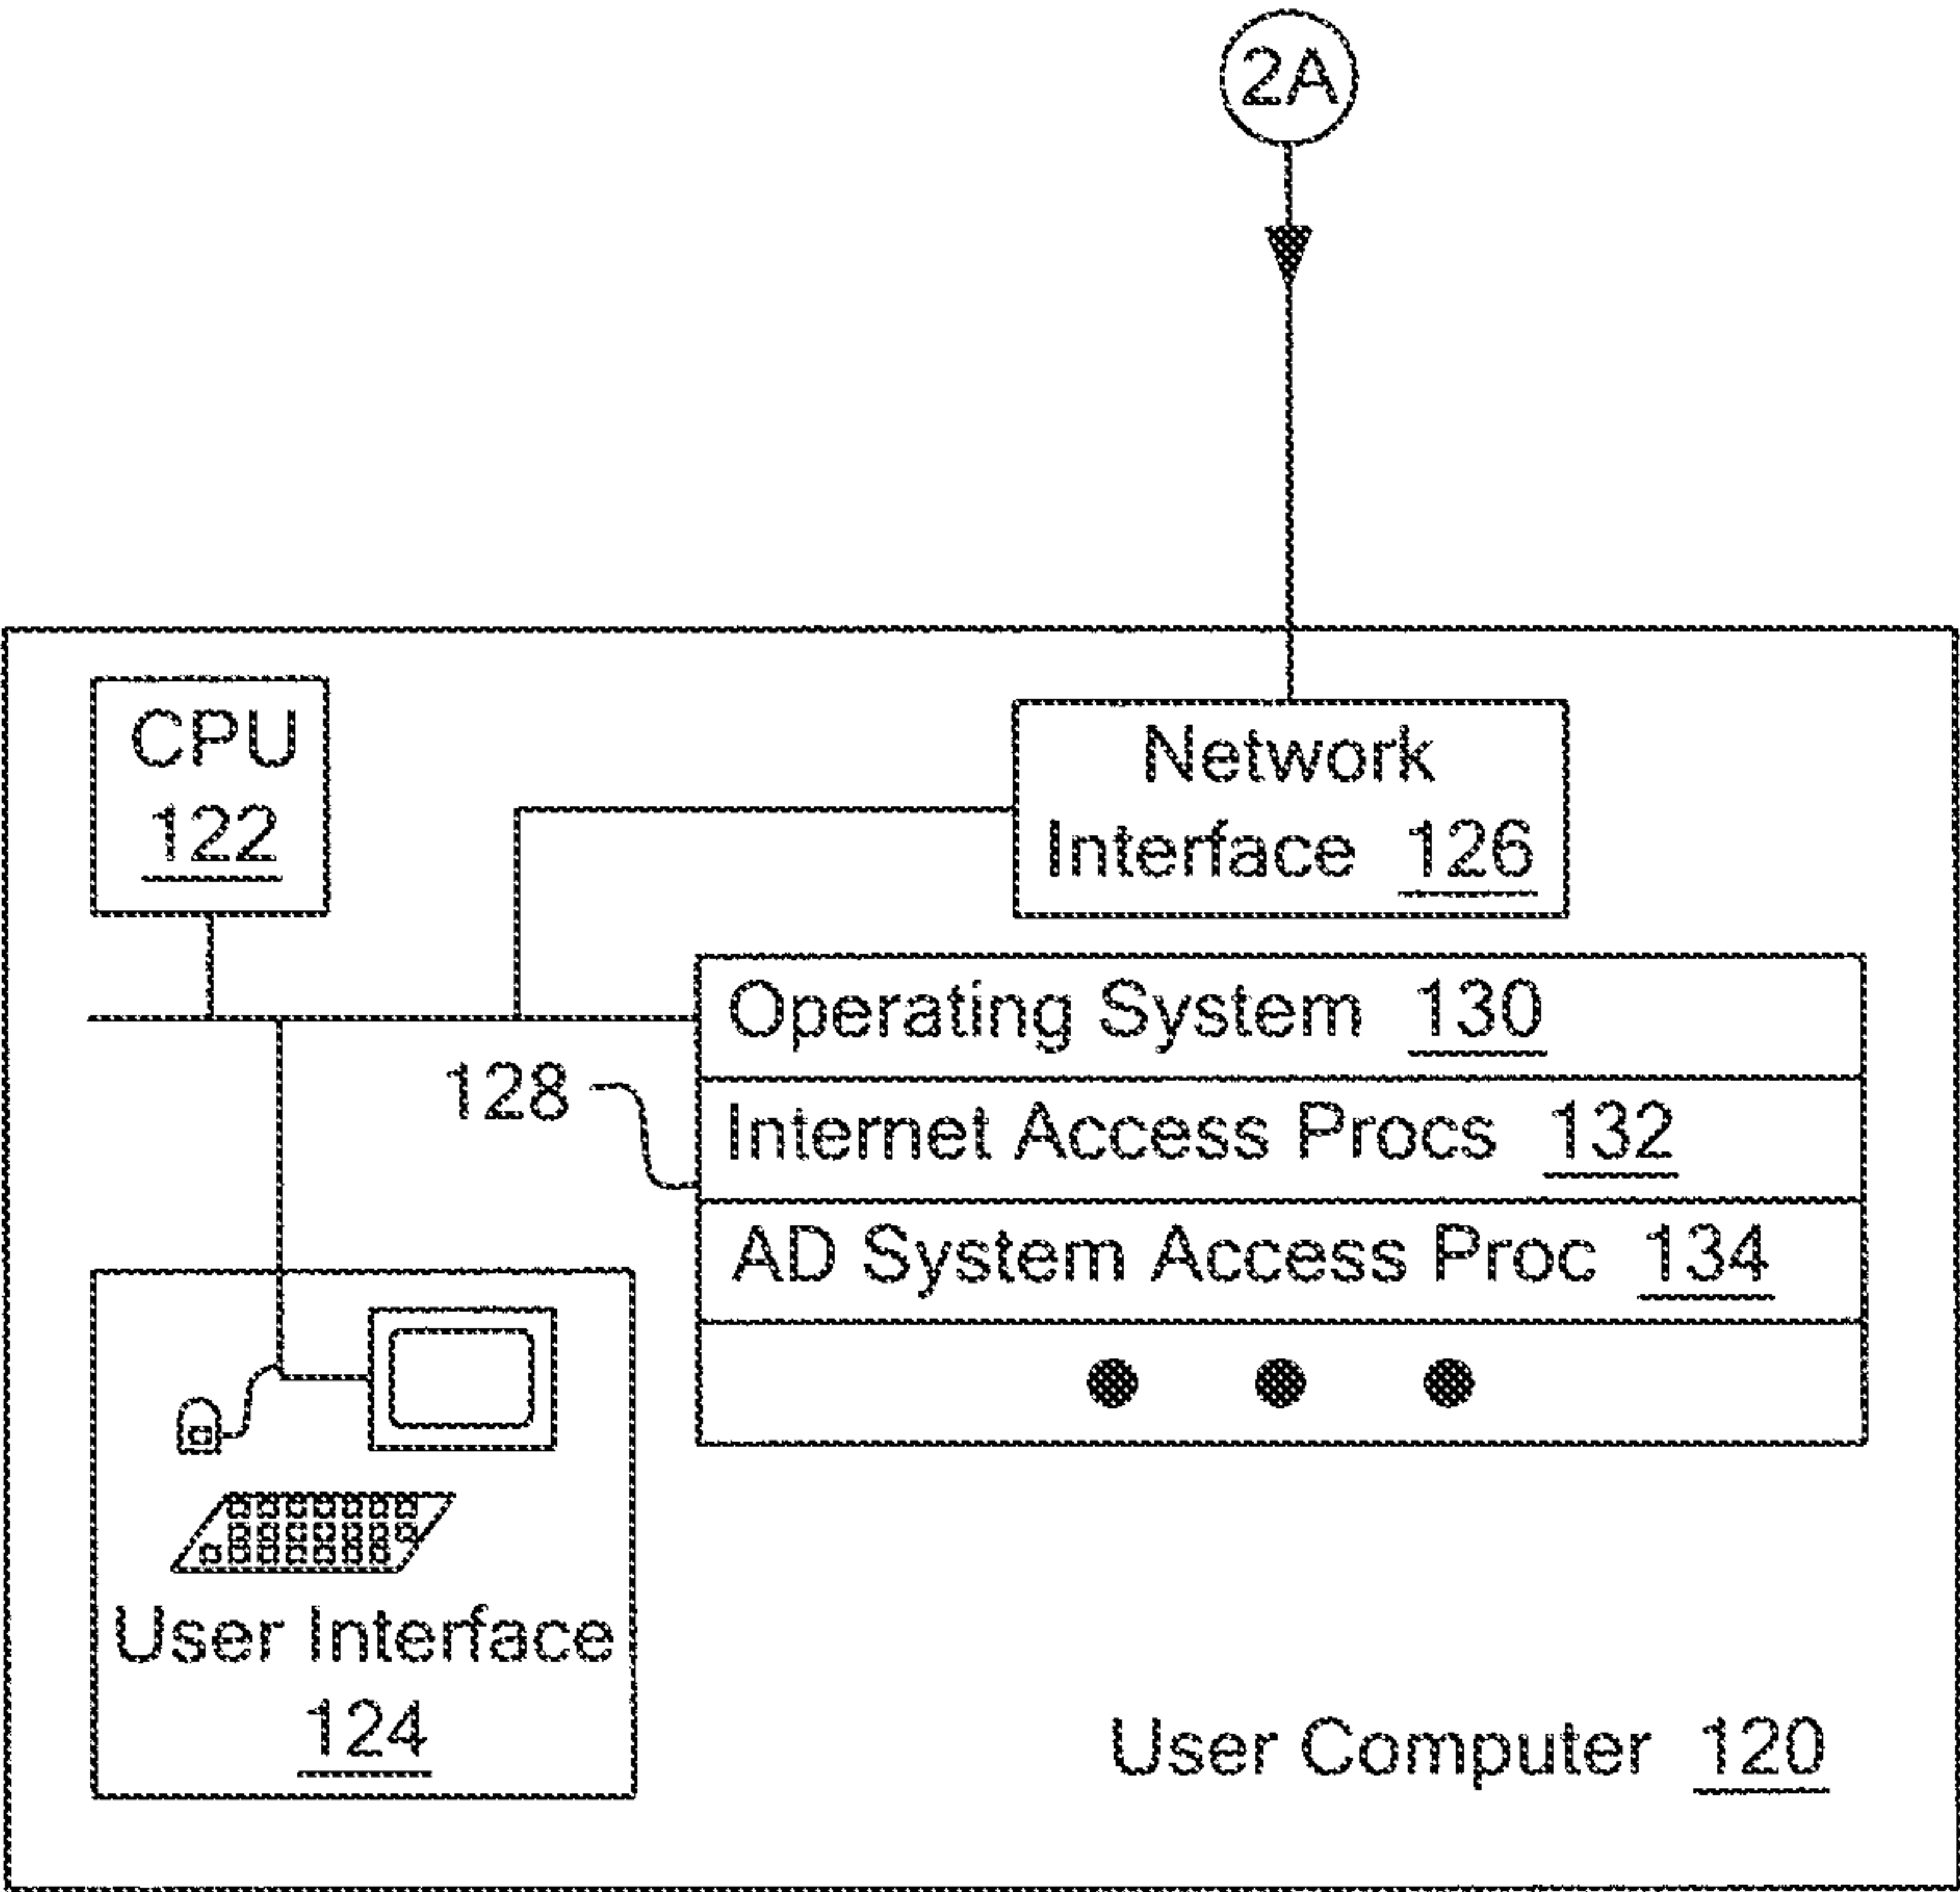 2A
CPU
122
Network
Interface 126
Operating System 130
128
Internet Access Procs 132
AD System Access Proc 134
User Interface
124
User Computer 120